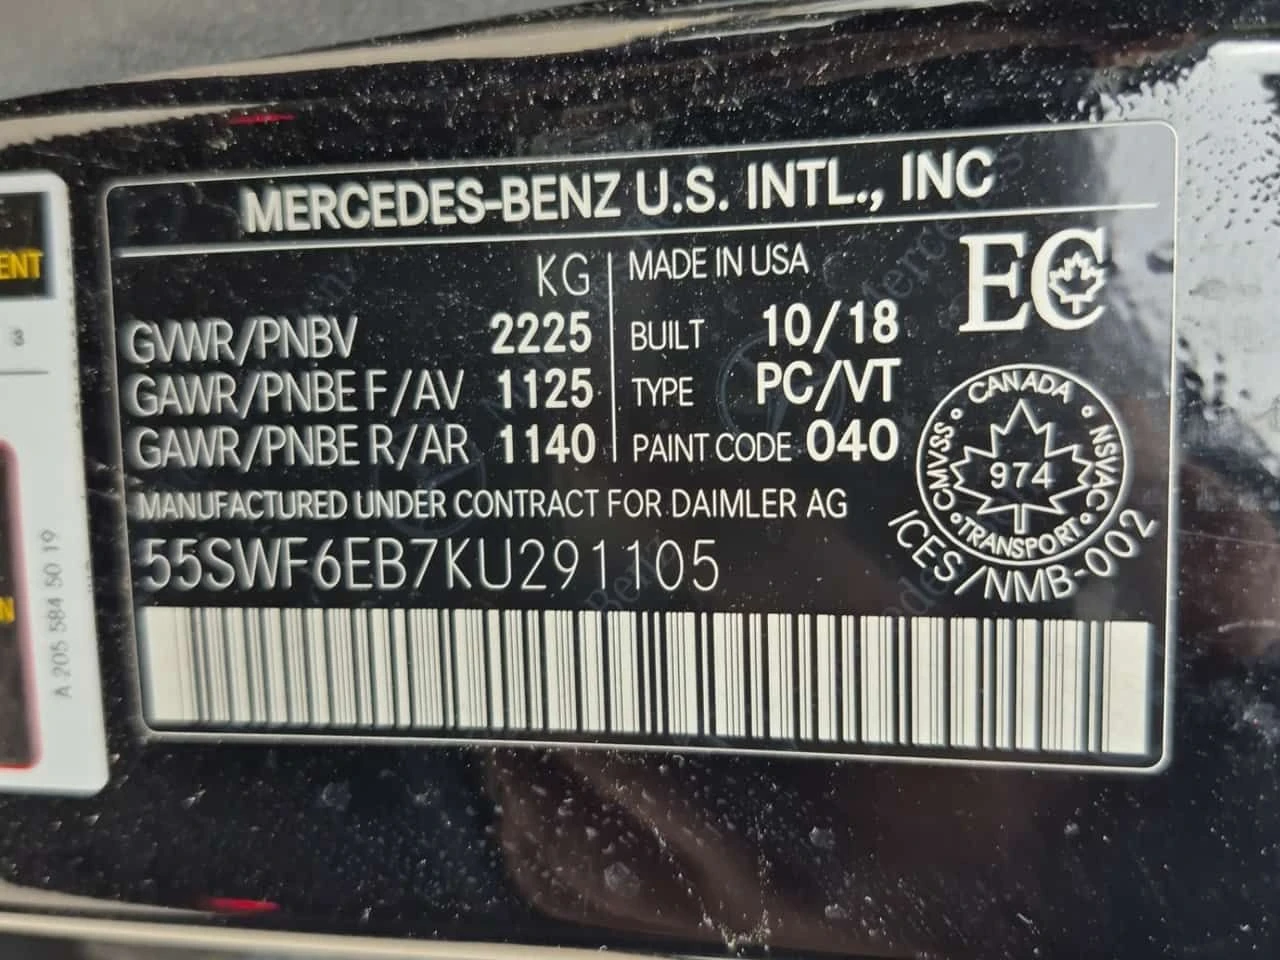 MERCEDES-BENZ U.S. INTL., INC
KG
GVWR/PNBV 2225
GAWR/PNBE F/AV 1125
GAWR/PNBE R/AR 1140
MADE IN USA
BUILT 10/18
TYPE PC/VT
PAINT CODE 040
EC
CANADA
CMVSS NSVAC
974
TRANSPORT
ICES/NMB-002
MANUFACTURED UNDER CONTRACT FOR DAIMLER AG
55SWF6EB7KU291105
ENT
3
N
A 205 584 50 19